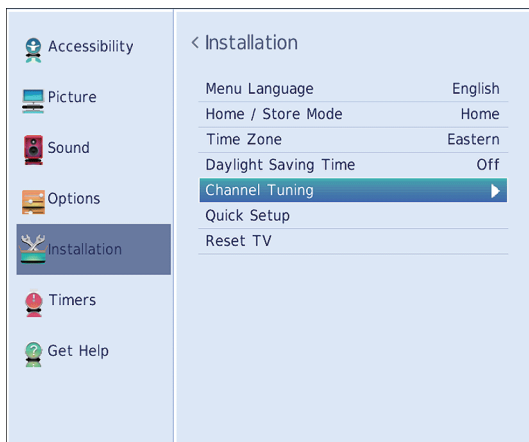 Accessibility
Picture
Sound
Options
Installation
Timers
Get Help
< Installation
Menu Language English
Home / Store Mode Home
Time Zone Eastern
Daylight Saving Time Off
Channel Tuning
Quick Setup
Reset TV